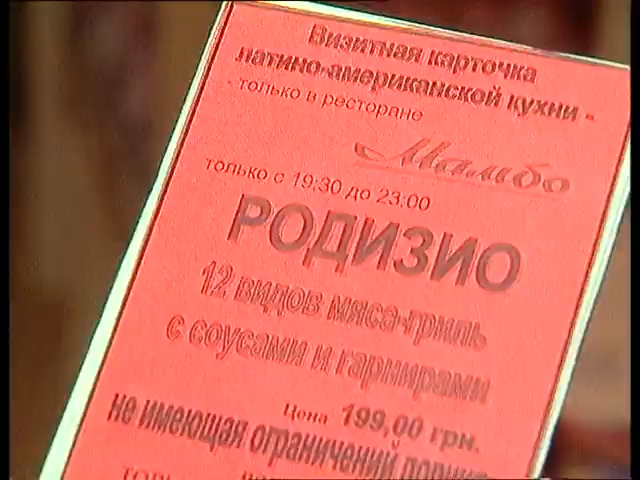 Визитная карточка
латино-американской кухни -
- только в ресторане
Мамбо
только с 19:30 до 23:00
РОДИЗИО
12 видов мяса-гриль
с соусами и гарнирами
Цена 199,00 грн.
не имеющая ограничений